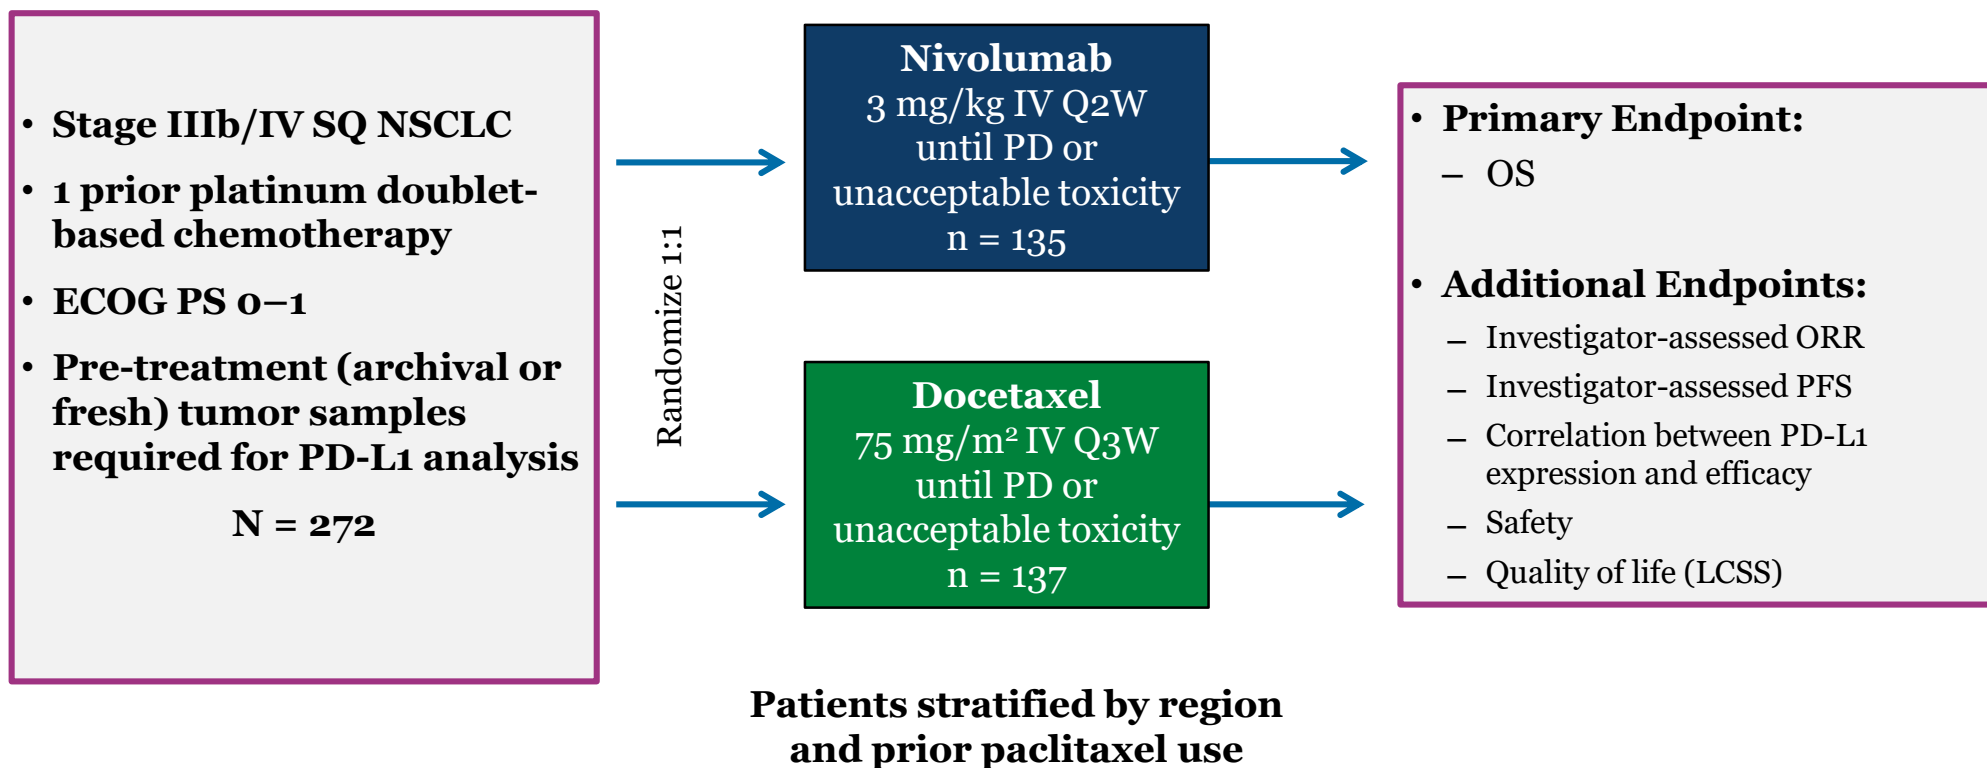 • Stage IIIb/IV SQ NSCLC
• 1 prior platinum doublet-
based chemotherapy
• ECOG PS 0–1
• Pre-treatment (archival or
fresh) tumor samples
required for PD-L1 analysis
N = 272
Randomize 1:1
Nivolumab
3 mg/kg IV Q2W
until PD or
unacceptable toxicity
n = 135
Docetaxel
75 mg/m² IV Q3W
until PD or
unacceptable toxicity
n = 137
Patients stratified by region
and prior paclitaxel use
• Primary Endpoint:
– OS
• Additional Endpoints:
– Investigator-assessed ORR
– Investigator-assessed PFS
– Correlation between PD-L1
expression and efficacy
– Safety
– Quality of life (LCSS)